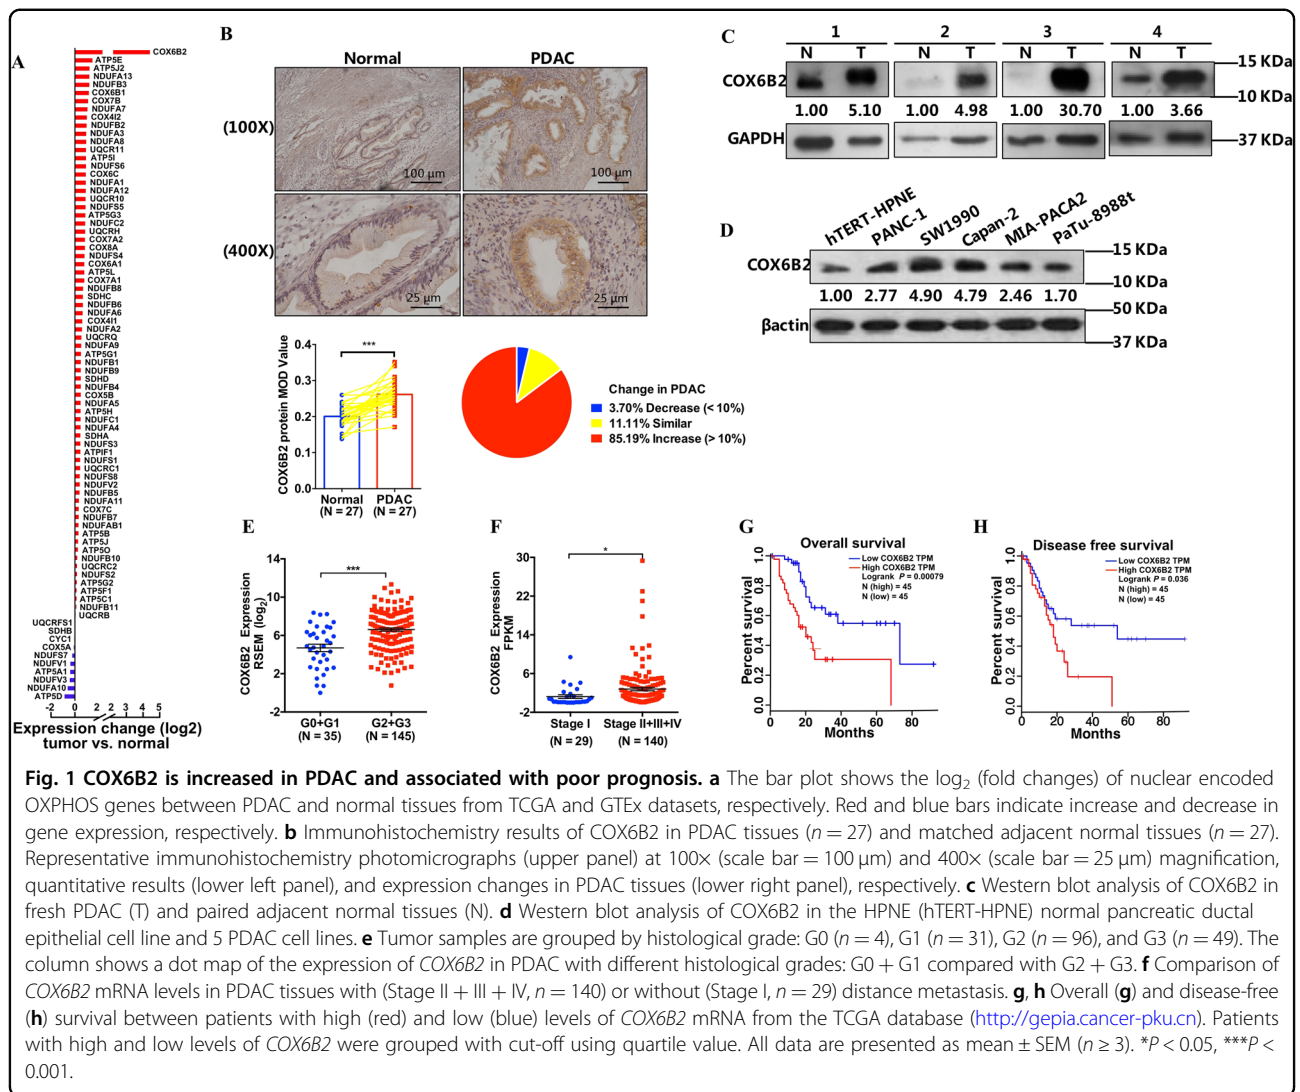 A
COX6B2
ATP5E
ATP5J2
NDUFA13
NDUFB3
COX6B1
COX7B
NDUFA7
COX4I2
NDUFB2
NDUFA3
NDUFA8
UQCR11
ATP5I
NDUFS6
COX6C
NDUFA1
NDUFA12
UQCR10
NDUFS5
ATP5G3
NDUFC2
UQCRH
COX7A2
COX8A
NDUFS4
COX6A1
ATP5L
COX7A1
NDUFB8
SDHC
NDUFB6
NDUFA6
COX4I1
NDUFA2
UQCRQ
NDUFA9
ATP5G1
NDUFB1
NDUFB9
SDHD
NDUFB4
COX5B
NDUFA5
ATP5H
NDUFC1
NDUFA4
SDHA
NDUFS3
ATPIF1
NDUFS1
UQCRC1
NDUFS8
NDUFV2
NDUFB5
NDUFA11
COX7C
NDUFB7
NDUFAB1
ATP5B
ATP5J
ATP5O
NDUFB10
UQCRC2
NDUFS2
ATP5G2
ATP5F1
ATP5C1
NDUFB11
UQCRB
UQCRFS1
SDHB
CYC1
COX5A
NDUFS7
NDUFV1
ATP5A1
NDUFV3
NDUFA10
ATP5D
-2 0 2 2 3 4 5
Expression change (log2)
tumor vs. normal
B
Normal PDAC
(100X)
100 µm 100 µm
(400X)
25 µm 25 µm
COX6B2 protein MOD Value
0.4
0.3
0.2
0.1
0.0
***
Normal PDAC
(N = 27) (N = 27)
Change in PDAC
3.70% Decrease (< 10%)
11.11% Similar
85.19% Increase (> 10%)
C
1 2 3 4
N T N T N T N T
COX6B2
15 KDa
10 KDa
1.00 5.10 1.00 4.98 1.00 30.70 1.00 3.66
GAPDH
37 KDa
D
hTERT-HPNE PANC-1 SW1990 Capan-2 MIA-PACA2 PaTu-8988t
COX6B2
15 KDa
10 KDa
1.00 2.77 4.90 4.79 2.46 1.70
βactin
50 KDa
37 KDa
E
COX6B2 Expression
RSEM (log2)
14
10
6
2
-2
***
G0+G1 G2+G3
(N = 35) (N = 145)
F
COX6B2 Expression
FPKM
30
22
14
6
-2
*
Stage I Stage II+III+IV
(N = 29) (N = 140)
G
Overall survival
Low COX6B2 TPM
High COX6B2 TPM
Logrank P = 0.00079
N (high) = 45
N (low) = 45
Percent survival
1.0
0.8
0.6
0.4
0.2
0.0
0 20 40 60 80
Months
H
Disease free survival
Low COX6B2 TPM
High COX6B2 TPM
Logrank P = 0.036
N (high) = 45
N (low) = 45
Percent survival
1.0
0.8
0.6
0.4
0.2
0.0
0 20 40 60 80
Months
Fig. 1 COX6B2 is increased in PDAC and associated with poor prognosis. a The bar plot shows the log2 (fold changes) of nuclear encoded
OXPHOS genes between PDAC and normal tissues from TCGA and GTEx datasets, respectively. Red and blue bars indicate increase and decrease in
gene expression, respectively. b Immunohistochemistry results of COX6B2 in PDAC tissues (n = 27) and matched adjacent normal tissues (n = 27).
Representative immunohistochemistry photomicrographs (upper panel) at 100× (scale bar = 100 µm) and 400× (scale bar = 25 µm) magnification,
quantitative results (lower left panel), and expression changes in PDAC tissues (lower right panel), respectively. c Western blot analysis of COX6B2 in
fresh PDAC (T) and paired adjacent normal tissues (N). d Western blot analysis of COX6B2 in the HPNE (hTERT-HPNE) normal pancreatic ductal
epithelial cell line and 5 PDAC cell lines. e Tumor samples are grouped by histological grade: G0 (n = 4), G1 (n = 31), G2 (n = 96), and G3 (n = 49). The
column shows a dot map of the expression of COX6B2 in PDAC with different histological grades: G0 + G1 compared with G2 + G3. f Comparison of
COX6B2 mRNA levels in PDAC tissues with (Stage II + III + IV, n = 140) or without (Stage I, n = 29) distance metastasis. g, h Overall (g) and disease-free
(h) survival between patients with high (red) and low (blue) levels of COX6B2 mRNA from the TCGA database (http://gepia.cancer-pku.cn). Patients
with high and low levels of COX6B2 were grouped with cut-off using quartile value. All data are presented as mean ± SEM (n ≥ 3). *P < 0.05, ***P <
0.001.